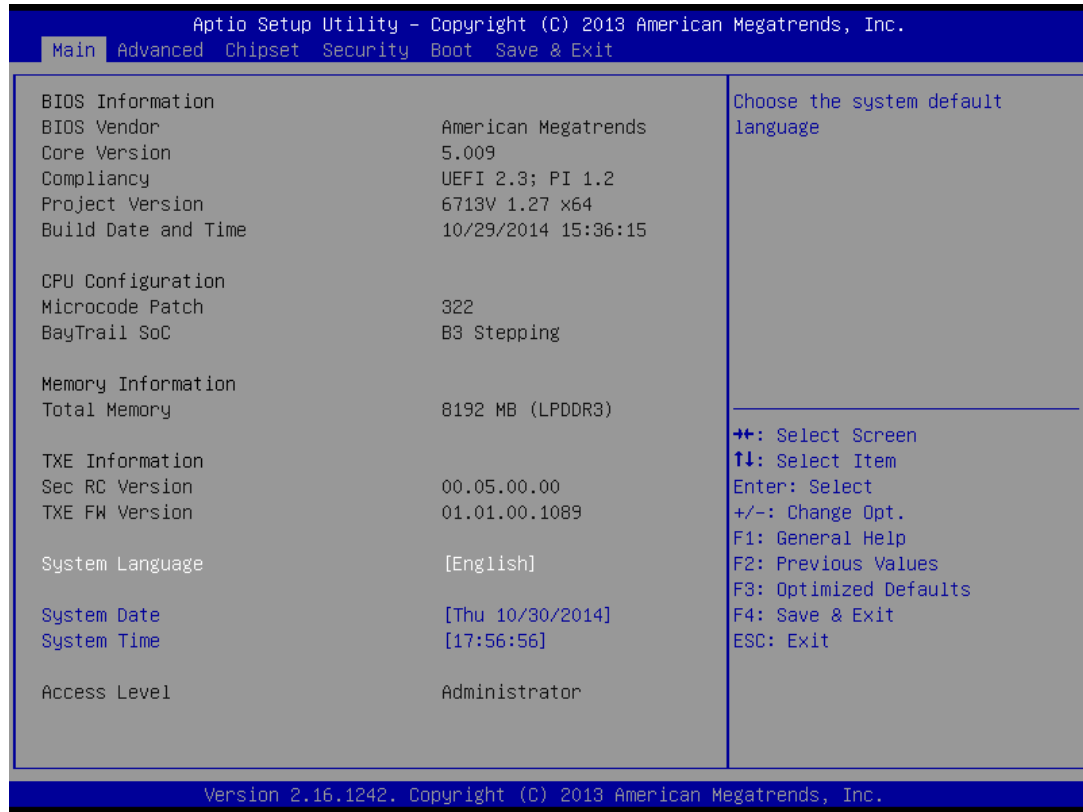 Aptio Setup Utility – Copyright (C) 2013 American Megatrends, Inc.
Main Advanced Chipset Security Boot Save & Exit
BIOS Information
BIOS Vendor American Megatrends
Core Version 5.009
Compliancy UEFI 2.3; PI 1.2
Project Version 6713V 1.27 x64
Build Date and Time 10/29/2014 15:36:15
CPU Configuration
Microcode Patch 322
BayTrail SoC B3 Stepping
Memory Information
Total Memory 8192 MB (LPDDR3)
TXE Information
Sec RC Version 00.05.00.00
TXE FW Version 01.01.00.1089
System Language [English]
System Date [Thu 10/30/2014]
System Time [17:56:56]
Access Level Administrator
Choose the system default
language
→←: Select Screen
↑↓: Select Item
Enter: Select
+/-: Change Opt.
F1: General Help
F2: Previous Values
F3: Optimized Defaults
F4: Save & Exit
ESC: Exit
Version 2.16.1242. Copyright (C) 2013 American Megatrends, Inc.